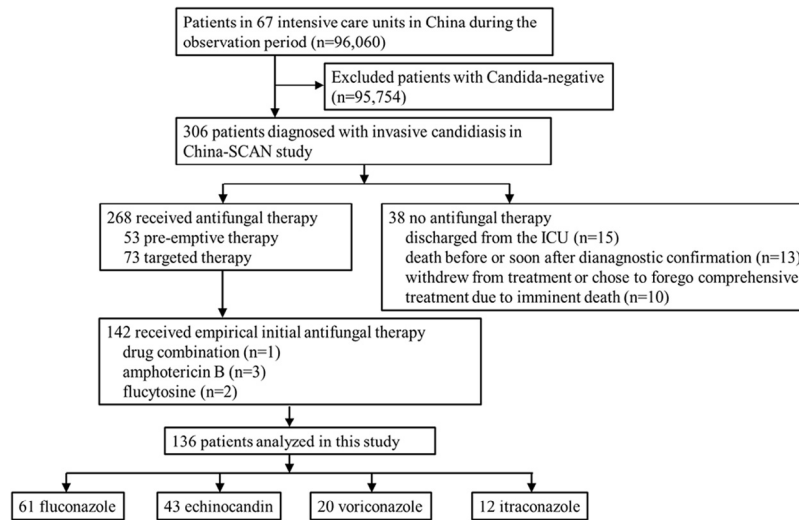 Patients in 67 intensive care units in China during the
observation period (n=96,060)
Excluded patients with Candida-negative
(n=95,754)
306 patients diagnosed with invasive candidiasis in
China-SCAN study
268 received antifungal therapy
53 pre-emptive therapy
73 targeted therapy
38 no antifungal therapy
discharged from the ICU (n=15)
death before or soon after dianagnostic confirmation (n=13)
withdrew from treatment or chose to forego comprehensive
treatment due to imminent death (n=10)
142 received empirical initial antifungal therapy
drug combination (n=1)
amphotericin B (n=3)
flucytosine (n=2)
136 patients analyzed in this study
61 fluconazole
43 echinocandin
20 voriconazole
12 itraconazole